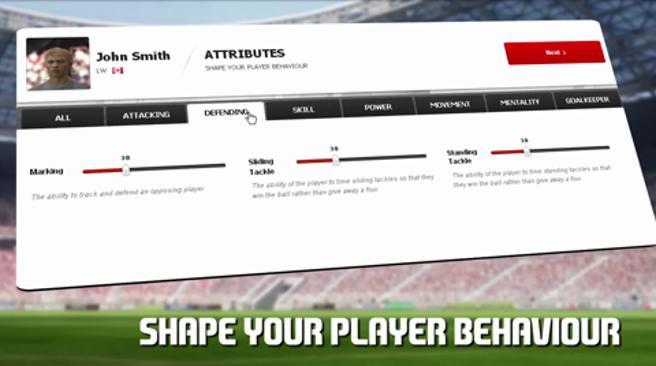 John Smith
LW
ATTRIBUTES
SHAPE YOUR PLAYER BEHAVIOUR
Next >
ALL
ATTACKING
DEFENDING
SKILL
POWER
MOVEMENT
MENTALITY
GOALKEEPER
Marking
30
The ability to track and defend an opposing player
Sliding
Tackle
30
The ability of the player to time sliding tackles so that they
win the ball rather than give away a foul
Standing
Tackle
30
The ability of the player to time standing tackles so that they
win the ball rather than give away a foul
SHAPE YOUR PLAYER BEHAVIOUR